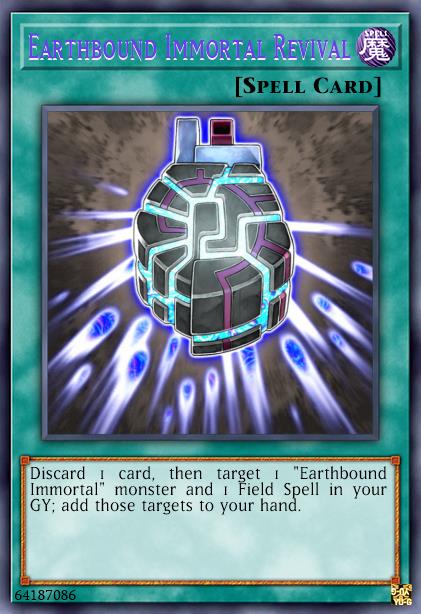 Earthbound Immortal Revival
SPELL
魔
[Spell Card]
Discard 1 card, then target 1 "Earthbound
Immortal" monster and 1 Field Spell in your
GY; add those targets to your hand.
64187086